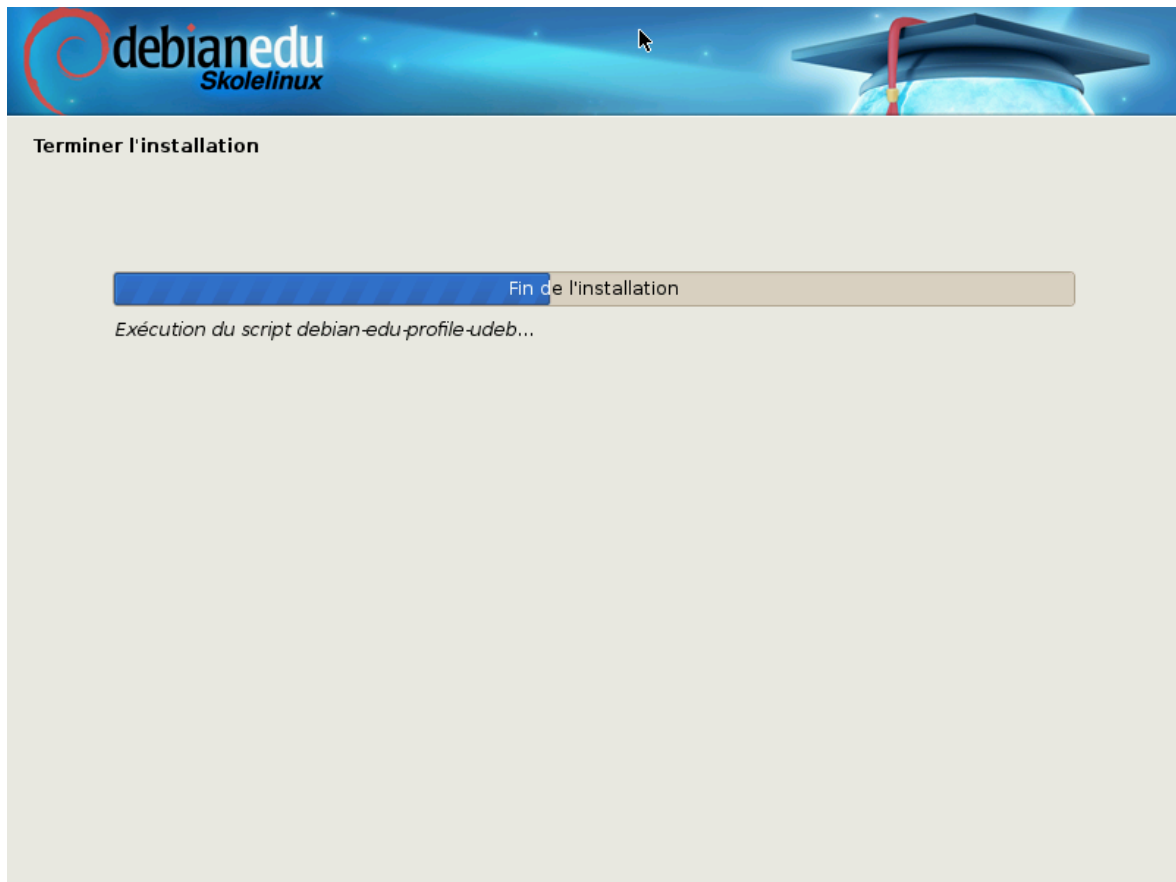 debianedu
Skolelinux
Terminer l'installation
Fin de l'installation
Exécution du script debian-edu-profile-udeb...